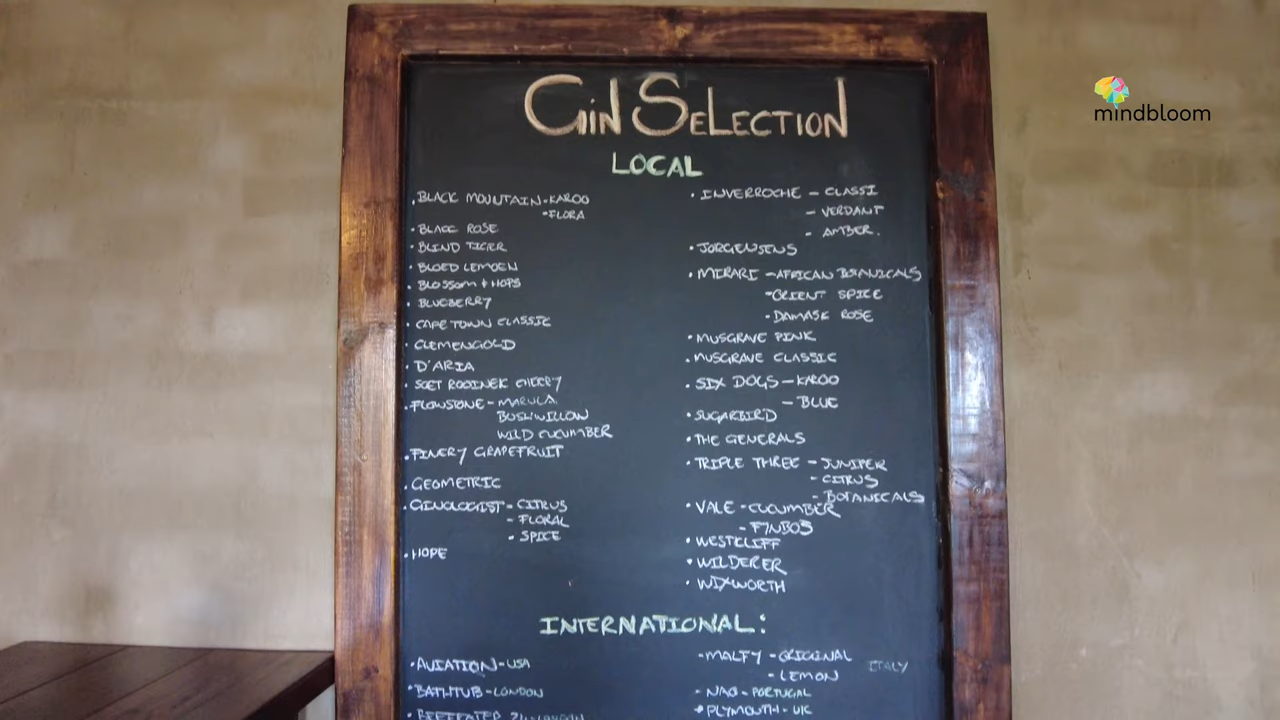 GIN SELECTION
LOCAL
• BLACK MOUNTAIN • KAROO
• FLORA
• BLACK ROSE
• BLIND TIGER
• BLOED LEMOEN
• BLOSSOM & HOPS
• BLUEBERRY
• CAPE TOWN CLASSIC
• CLEMENGOLD
• D'ARIA
• SOET ROOINEK CHERRY
• FLOWSTONE - MARULA
BUSHWILLOW
WILD CUCUMBER
• FINERY GRAPEFRUIT
• GEOMETRIC
• GINOLOGIST - CITRUS
- FLORAL
• SPICE
• HOPE
• INVERROCHE - CLASSI
- VERDANT
- AMBER.
• JORGENSENS
• MIRARI - AFRICAN BOTANICALS
• ORIENT SPICE
• DAMASK ROSE
• MUSGRAVE PINK
• MUSGRAVE CLASSIC
• SIX DOGS - KAROO
- BLUE
• SUGARBIRD
• THE GENERALS
• TRIPLE THREE - JUNIPER
- CITRUS
- BOTANICALS
• VALE - CUCUMBER
- FYNBOS
• WESTCLIFF
• WILDERER
• WIXWORTH
INTERNATIONAL:
• AVIATION - USA
• BATHTUB - LONDON
• BEEFEATER 24 - LONDON
- MALFY - ORIGINAL ITALY
- LEMON
- NAO - PORTUGAL
• PLYMOUTH - UK
mindbloom